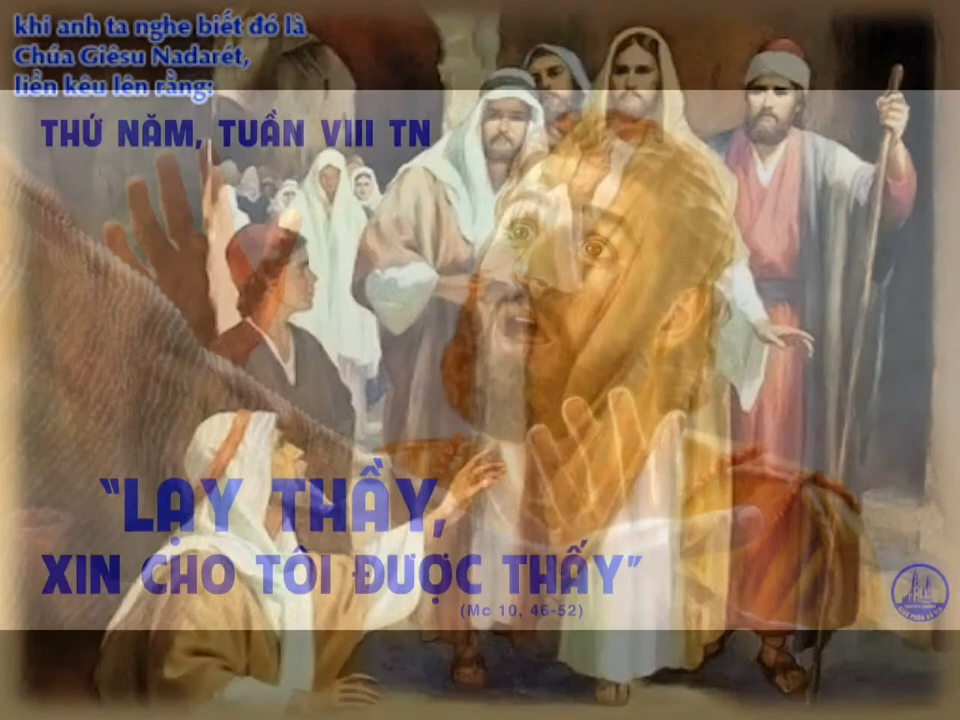 khi anh ta nghe biết đó là
Chúa Giêsu Nadarét,
liền kêu lên rằng:
THỨ NĂM, TUẦN VIII TN
“LẠY THẦY,
XIN CHO TÔI ĐƯỢC THẤY”
(Mc 10, 46-52)